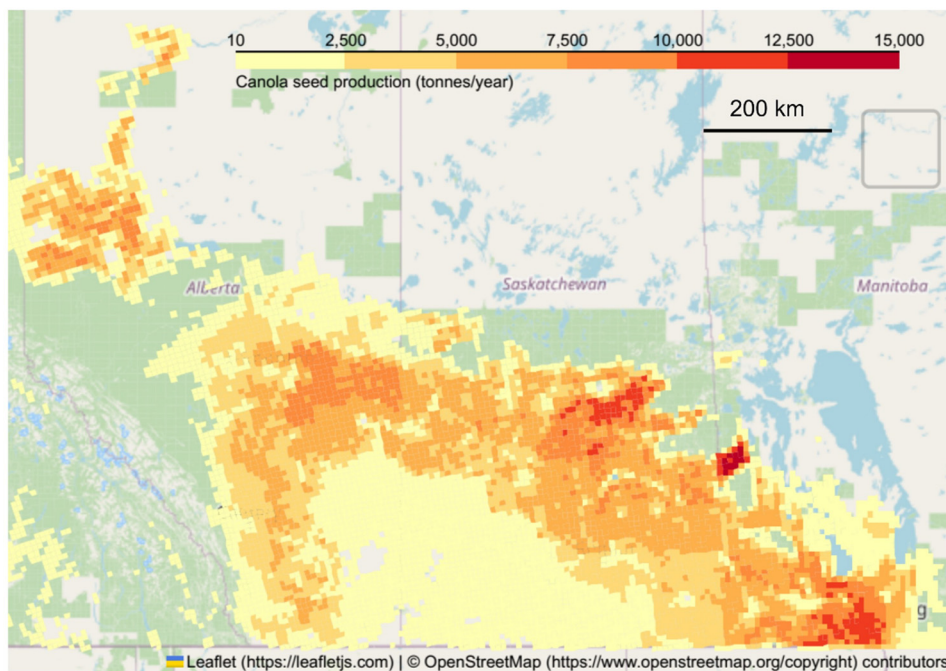 10 2,500 5,000 7,500 10,000 12,500 15,000
Canola seed production (tonnes/year)
200 km
Alberta
Saskatchewan
Manitoba
g
Leaflet (https://leafletjs.com) | © OpenStreetMap (https://www.openstreetmap.org/copyright) contributors